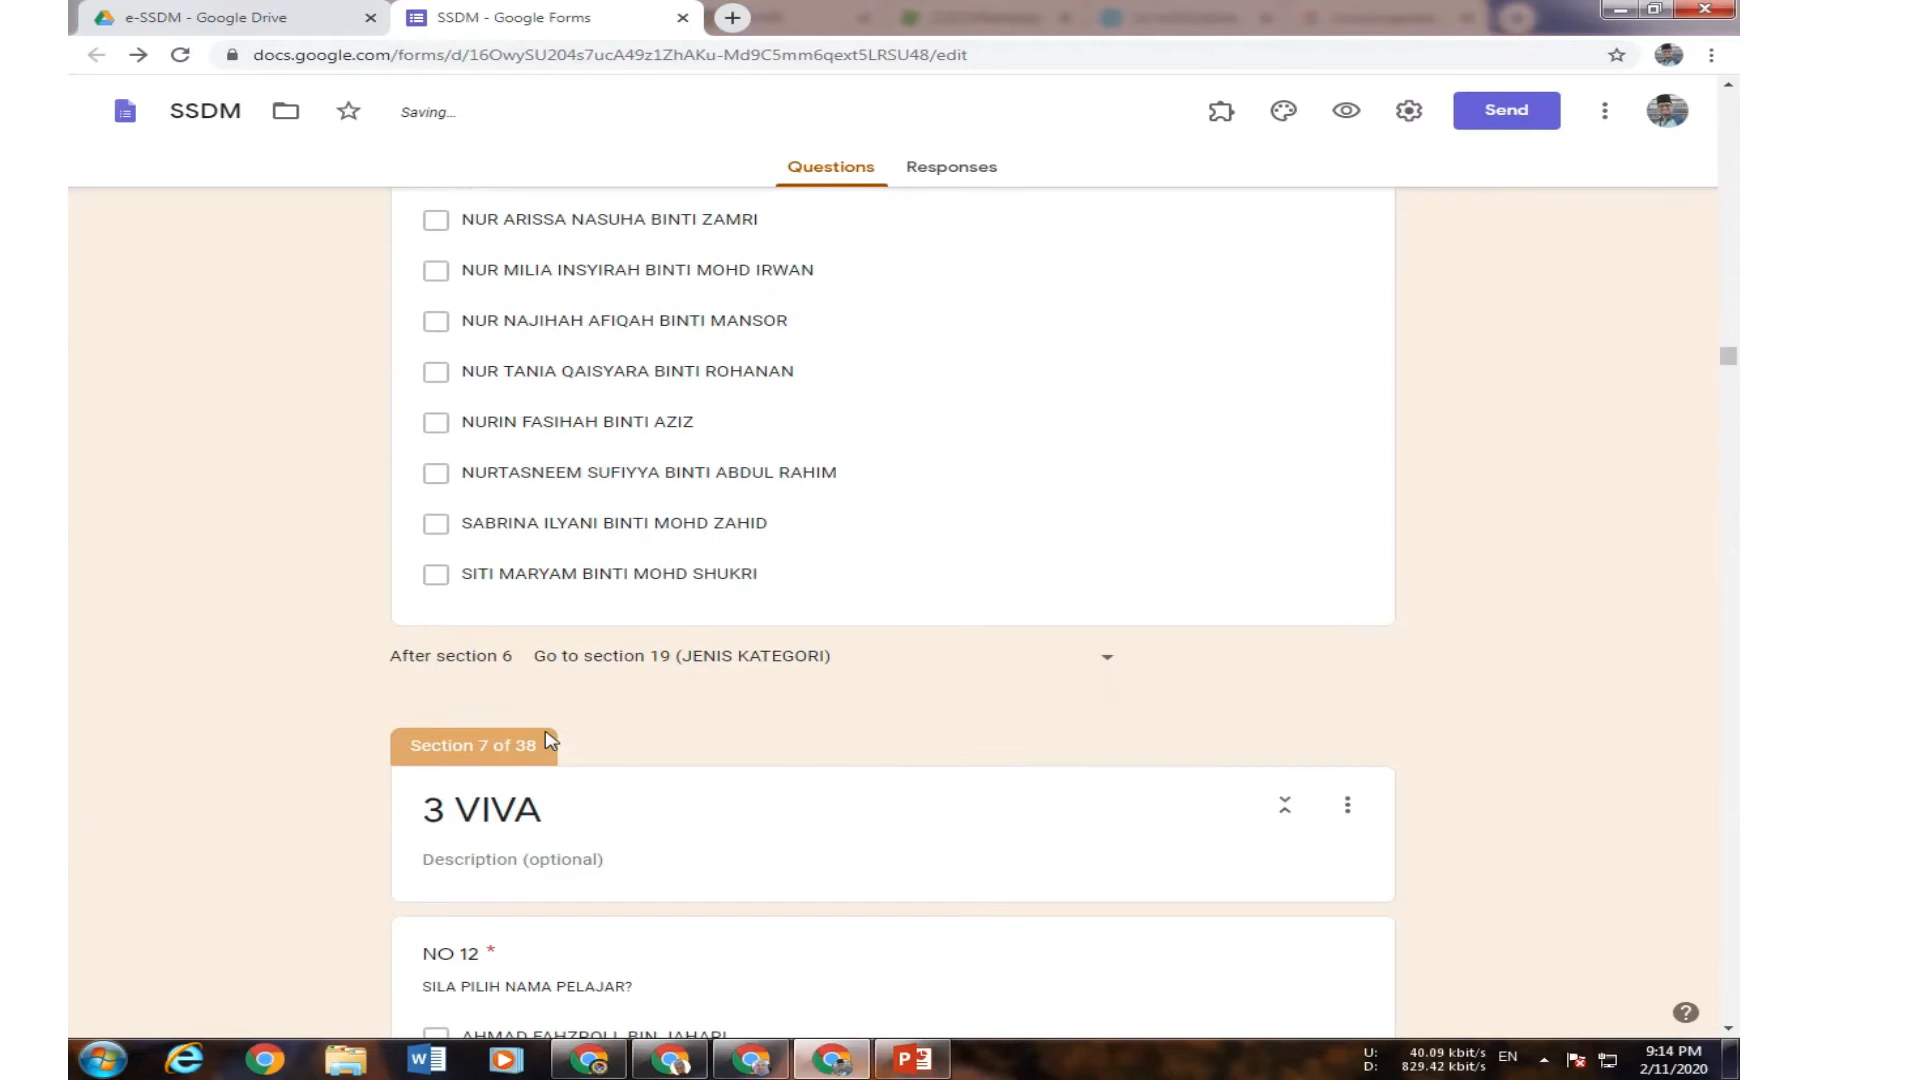 e-SSDM - Google Drive
SSDM - Google Forms
docs.google.com/forms/d/16OwySU204s7ucA49z1ZhAKu-Md9C5mm6qext5LRSU48/edit
SSDM
Saving...
Send
Questions
Responses
NUR ARISSA NASUHA BINTI ZAMRI
NUR MILIA INSYIRAH BINTI MOHD IRWAN
NUR NAJIHAH AFIQAH BINTI MANSOR
NUR TANIA QAISYARA BINTI ROHANAN
NURIN FASIHAH BINTI AZIZ
NURTASNEEM SUFIYYA BINTI ABDUL RAHIM
SABRINA ILYANI BINTI MOHD ZAHID
SITI MARYAM BINTI MOHD SHUKRI
After section 6 Go to section 19 (JENIS KATEGORI)
Section 7 of 38
3 VIVA
Description (optional)
NO 12 *
SILA PILIH NAMA PELAJAR?
AHMAD FAHZROLL BIN JAHARI
U: 40.09 kbit/s
D: 829.42 kbit/s
EN
9:14 PM
2/11/2020